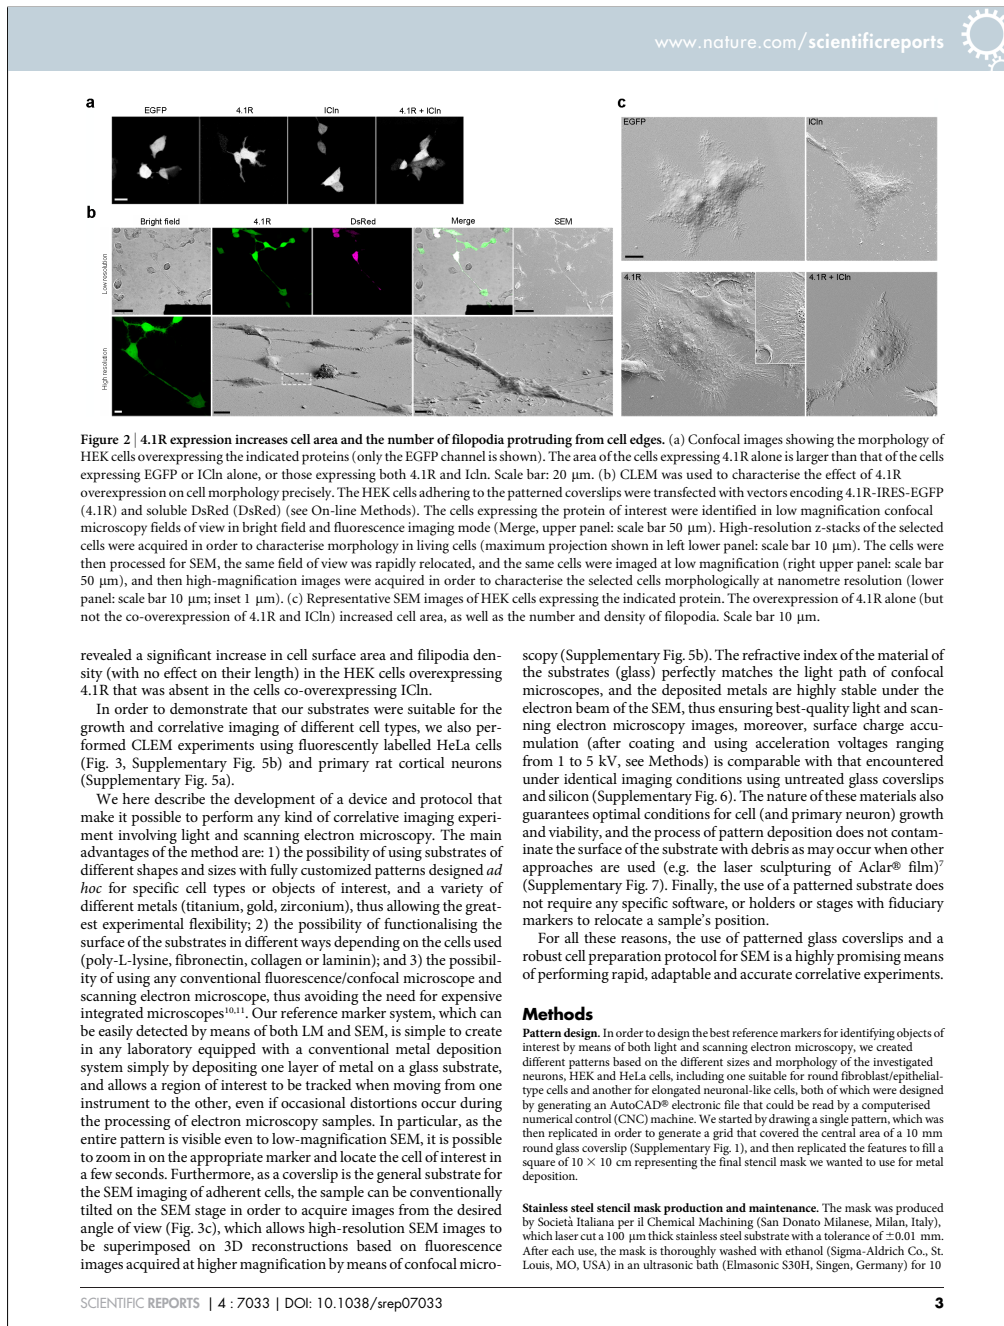 www.nature.com/scientificreports
a
EGFP
4.1R
ICln
4.1R + ICln
b
Bright field
4.1R
DsRed
Merge
SEM
Low resolution
High resolution
c
EGFP
ICln
4.1R
4.1R + ICln
Figure 2 | 4.1R expression increases cell area and the number of filopodia protruding from cell edges. (a) Confocal images showing the morphology of
HEK cells overexpressing the indicated proteins (only the EGFP channel is shown). The area of the cells expressing 4.1R alone is larger than that of the cells
expressing EGFP or ICln alone, or those expressing both 4.1R and Icln. Scale bar: 20 μm. (b) CLEM was used to characterise the effect of 4.1R
overexpression on cell morphology precisely. The HEK cells adhering to the patterned coverslips were transfected with vectors encoding 4.1R-IRES-EGFP
(4.1R) and soluble DsRed (DsRed) (see On-line Methods). The cells expressing the protein of interest were identified in low magnification confocal
microscopy fields of view in bright field and fluorescence imaging mode (Merge, upper panel: scale bar 50 μm). High-resolution z-stacks of the selected
cells were acquired in order to characterise morphology in living cells (maximum projection shown in left lower panel: scale bar 10 μm). The cells were
then processed for SEM, the same field of view was rapidly relocated, and the same cells were imaged at low magnification (right upper panel: scale bar
50 μm), and then high-magnification images were acquired in order to characterise the selected cells morphologically at nanometre resolution (lower
panel: scale bar 10 μm; inset 1 μm). (c) Representative SEM images of HEK cells expressing the indicated protein. The overexpression of 4.1R alone (but
not the co-overexpression of 4.1R and ICln) increased cell area, as well as the number and density of filopodia. Scale bar 10 μm.
revealed a significant increase in cell surface area and filipodia den-
sity (with no effect on their length) in the HEK cells overexpressing
4.1R that was absent in the cells co-overexpressing ICln.
In order to demonstrate that our substrates were suitable for the
growth and correlative imaging of different cell types, we also per-
formed CLEM experiments using fluorescently labelled HeLa cells
(Fig. 3, Supplementary Fig. 5b) and primary rat cortical neurons
(Supplementary Fig. 5a).
We here describe the development of a device and protocol that
make it possible to perform any kind of correlative imaging experi-
ment involving light and scanning electron microscopy. The main
advantages of the method are: 1) the possibility of using substrates of
different shapes and sizes with fully customized patterns designed ad
hoc for specific cell types or objects of interest, and a variety of
different metals (titanium, gold, zirconium), thus allowing the great-
est experimental flexibility; 2) the possibility of functionalising the
surface of the substrates in different ways depending on the cells used
(poly-L-lysine, fibronectin, collagen or laminin); and 3) the possibil-
ity of using any conventional fluorescence/confocal microscope and
scanning electron microscope, thus avoiding the need for expensive
integrated microscopes10,11. Our reference marker system, which can
be easily detected by means of both LM and SEM, is simple to create
in any laboratory equipped with a conventional metal deposition
system simply by depositing one layer of metal on a glass substrate,
and allows a region of interest to be tracked when moving from one
instrument to the other, even if occasional distortions occur during
the processing of electron microscopy samples. In particular, as the
entire pattern is visible even to low-magnification SEM, it is possible
to zoom in on the appropriate marker and locate the cell of interest in
a few seconds. Furthermore, as a coverslip is the general substrate for
the SEM imaging of adherent cells, the sample can be conventionally
tilted on the SEM stage in order to acquire images from the desired
angle of view (Fig. 3c), which allows high-resolution SEM images to
be superimposed on 3D reconstructions based on fluorescence
images acquired at higher magnification by means of confocal micro-
scopy (Supplementary Fig. 5b). The refractive index of the material of
the substrates (glass) perfectly matches the light path of confocal
microscopes, and the deposited metals are highly stable under the
electron beam of the SEM, thus ensuring best-quality light and scan-
ning electron microscopy images, moreover, surface charge accu-
mulation (after coating and using acceleration voltages ranging
from 1 to 5 kV, see Methods) is comparable with that encountered
under identical imaging conditions using untreated glass coverslips
and silicon (Supplementary Fig. 6). The nature of these materials also
guarantees optimal conditions for cell (and primary neuron) growth
and viability, and the process of pattern deposition does not contam-
inate the surface of the substrate with debris as may occur when other
approaches are used (e.g. the laser sculpturing of Aclar® film)7
(Supplementary Fig. 7). Finally, the use of a patterned substrate does
not require any specific software, or holders or stages with fiduciary
markers to relocate a sample's position.
For all these reasons, the use of patterned glass coverslips and a
robust cell preparation protocol for SEM is a highly promising means
of performing rapid, adaptable and accurate correlative experiments.
Methods
Pattern design. In order to design the best reference markers for identifying objects of
interest by means of both light and scanning electron microscopy, we created
different patterns based on the different sizes and morphology of the investigated
neurons, HEK and HeLa cells, including one suitable for round fibroblast/epithelial-
type cells and another for elongated neuronal-like cells, both of which were designed
by generating an AutoCAD® electronic file that could be read by a computerised
numerical control (CNC) machine. We started by drawing a single pattern, which was
then replicated in order to generate a grid that covered the central area of a 10 mm
round glass coverslip (Supplementary Fig. 1), and then replicated the features to fill a
square of 10 × 10 cm representing the final stencil mask we wanted to use for metal
deposition.
Stainless steel stencil mask production and maintenance. The mask was produced
by Società Italiana per il Chemical Machining (San Donato Milanese, Milan, Italy),
which laser cut a 100 μm thick stainless steel substrate with a tolerance of ±0.01 mm.
After each use, the mask is thoroughly washed with ethanol (Sigma-Aldrich Co., St.
Louis, MO, USA) in an ultrasonic bath (Elmasonic S30H, Singen, Germany) for 10
SCIENTIFIC REPORTS | 4 : 7033 | DOI: 10.1038/srep07033
3